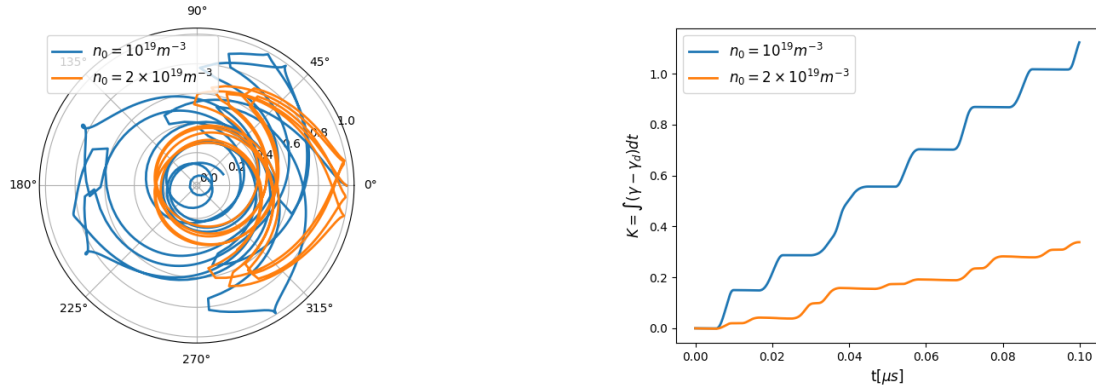 90°
n₀ = 10¹⁹m⁻³
n₀ = 2 × 10¹⁹m⁻³
135°
45°
1.0
0.8
0.6
0.4
0.2
0.0
180°
0°
225°
315°
270°
n₀ = 10¹⁹m⁻³
n₀ = 2 × 10¹⁹m⁻³
K = ∫(γ − γ_d)dt
1.0
0.8
0.6
0.4
0.2
0.0
0.00 0.02 0.04 0.06 0.08 0.10
t[μs]